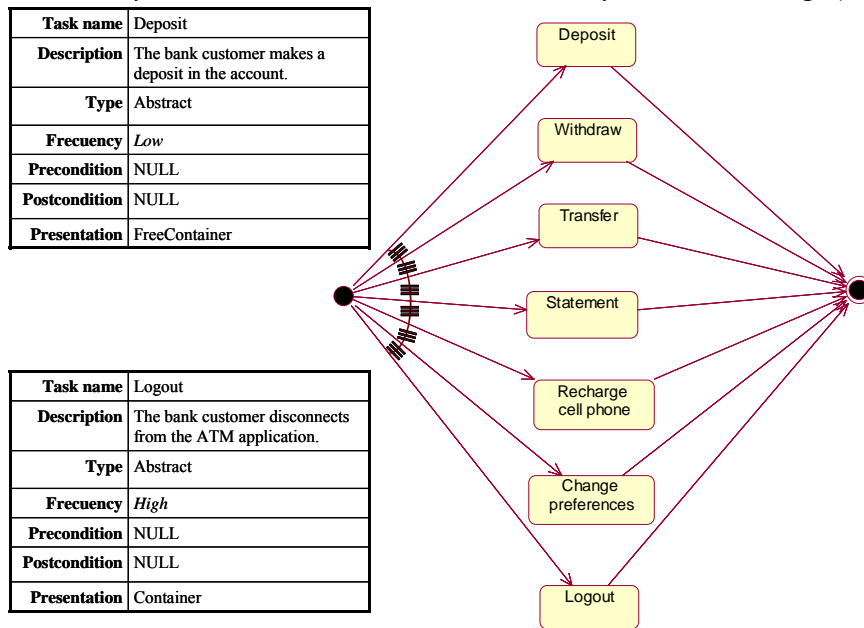 Task name Deposit
Description The bank customer makes a
deposit in the account.
Type Abstract
Frecuency Low
Precondition NULL
Postcondition NULL
Presentation FreeContainer
Task name Logout
Description The bank customer disconnects
from the ATM application.
Type Abstract
Frecuency High
Precondition NULL
Postcondition NULL
Presentation Container
Deposit
Withdraw
Transfer
Statement
Recharge
cell phone
Change
preferences
Logout